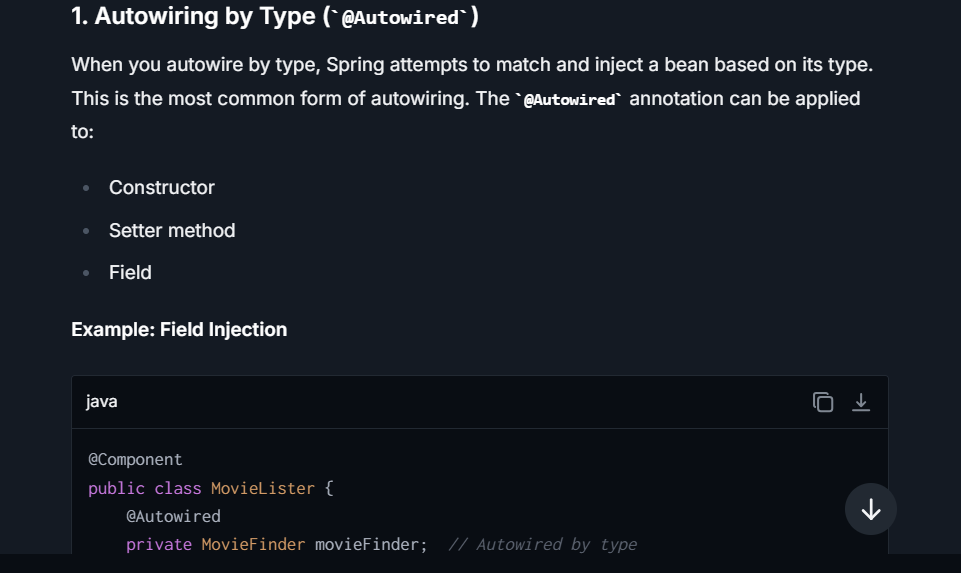 1. Autowiring by Type (`@Autowired`)
When you autowire by type, Spring attempts to match and inject a bean based on its type.
This is the most common form of autowiring. The `@Autowired` annotation can be applied
to:
Constructor
Setter method
Field
Example: Field Injection
java
@Component
public class MovieLister {
    @Autowired
    private MovieFinder movieFinder;  // Autowired by type